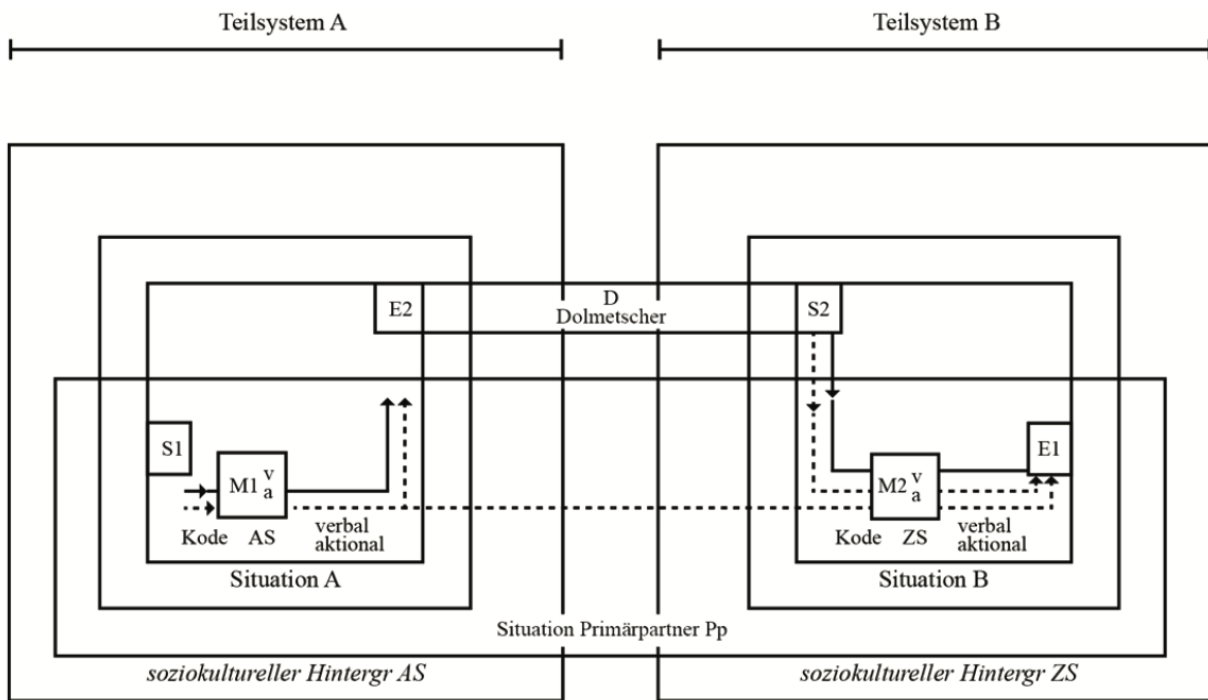 Teilsystem A
Teilsystem B
E2
D
Dolmetscher
S2
S1
M1 v
a
Kode AS
verbal
aktional
Situation A
E1
M2 v
a
Kode ZS
verbal
aktional
Situation B
Situation Primärpartner Pp
soziokultureller Hintergr AS
soziokultureller Hintergr ZS